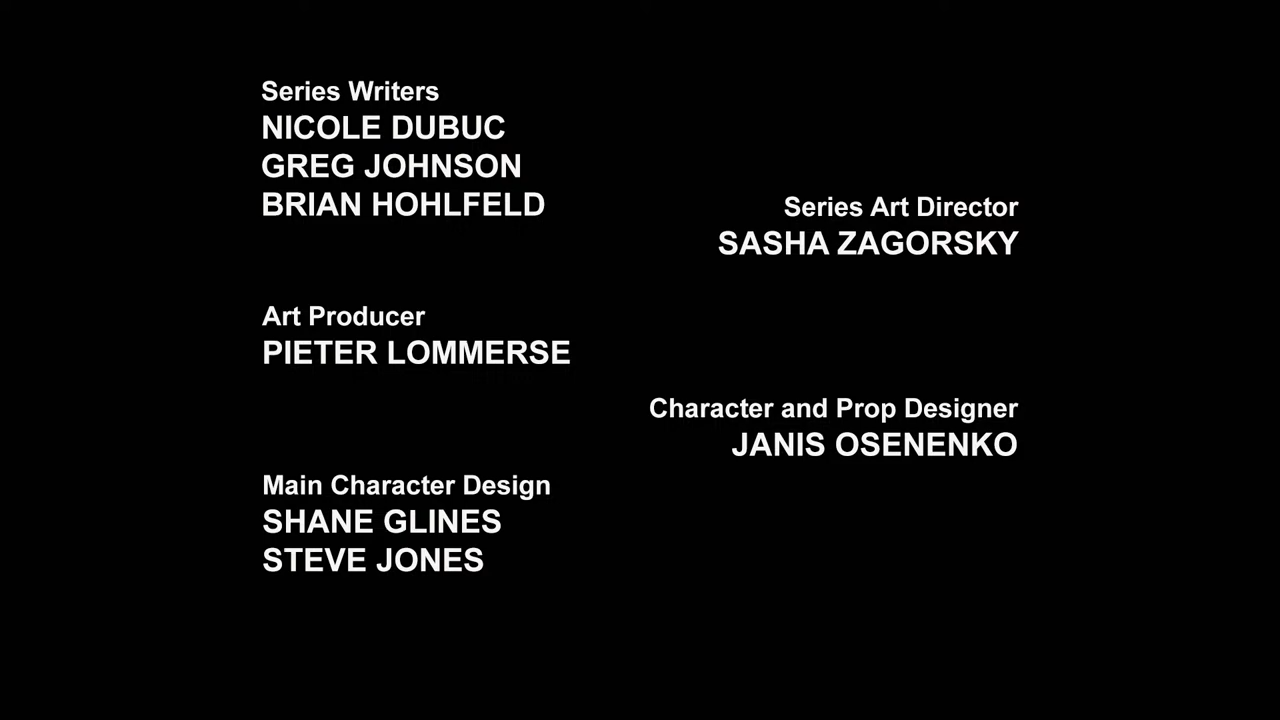 Series Writers
NICOLE DUBUC
GREG JOHNSON
BRIAN HOHLFELD
Series Art Director
SASHA ZAGORSKY
Art Producer
PIETER LOMMERSE
Character and Prop Designer
JANIS OSENENKO
Main Character Design
SHANE GLINES
STEVE JONES